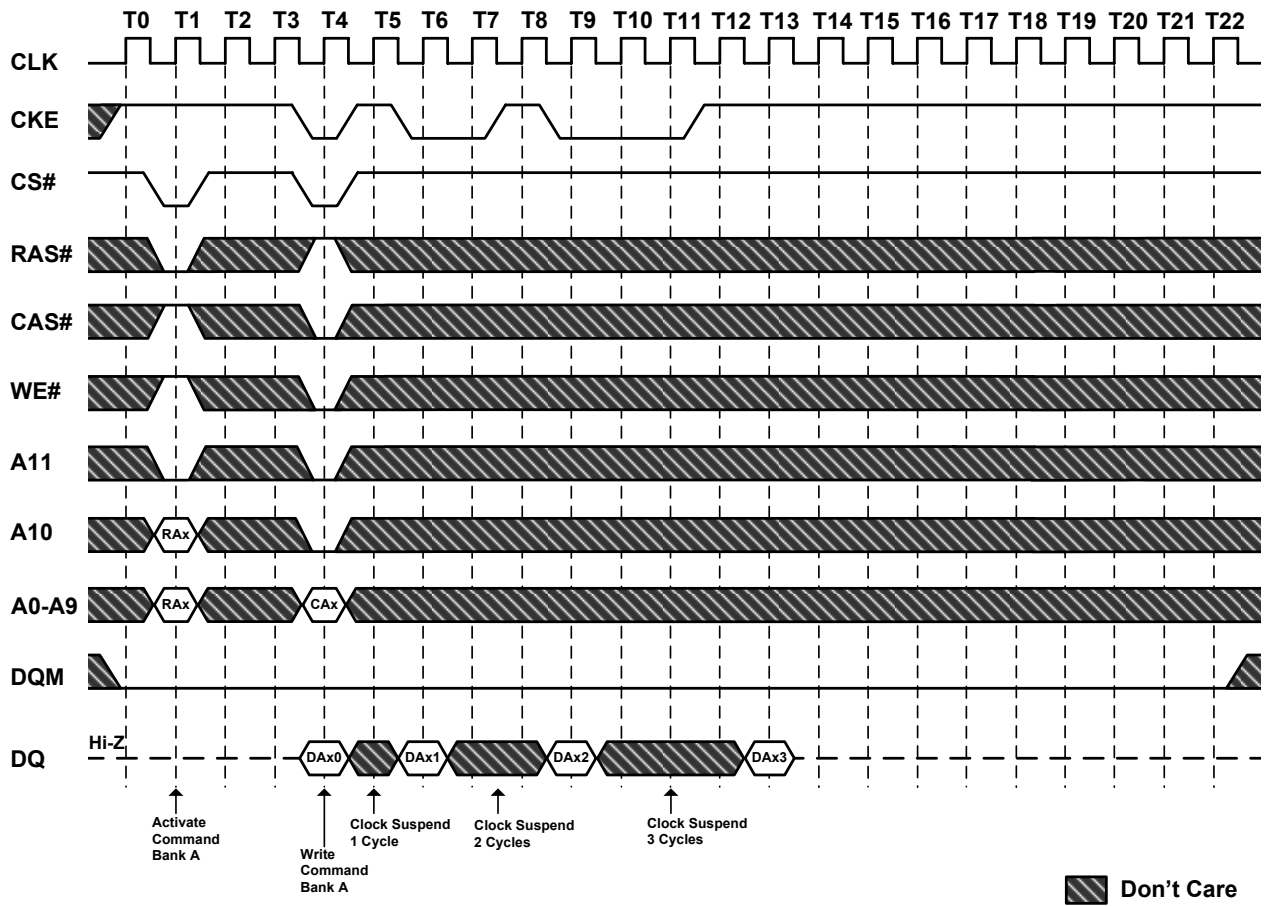 T0 T1 T2 T3 T4 T5 T6 T7 T8 T9 T10 T11 T12 T13 T14 T15 T16 T17 T18 T19 T20 T21 T22
CLK
CKE
CS#
RAS#
CAS#
WE#
A11
A10 RAx
A0-A9 RAx CAx
DQM
Hi-Z
DQ DAx0 DAx1 DAx2 DAx3
Activate
Command
Bank A
Write
Command
Bank A
Clock Suspend
1 Cycle
Clock Suspend
2 Cycles
Clock Suspend
3 Cycles
Don't Care